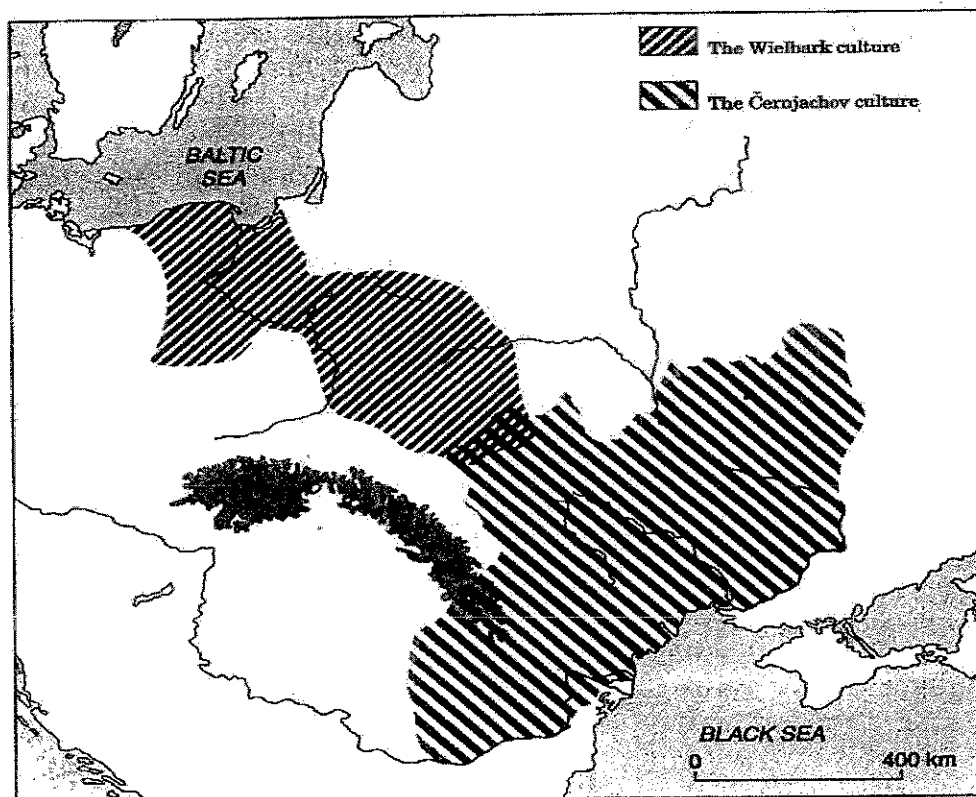 The Wielbark culture
The Černjachov culture
BALTIC
SEA
BLACK SEA
0 400 km